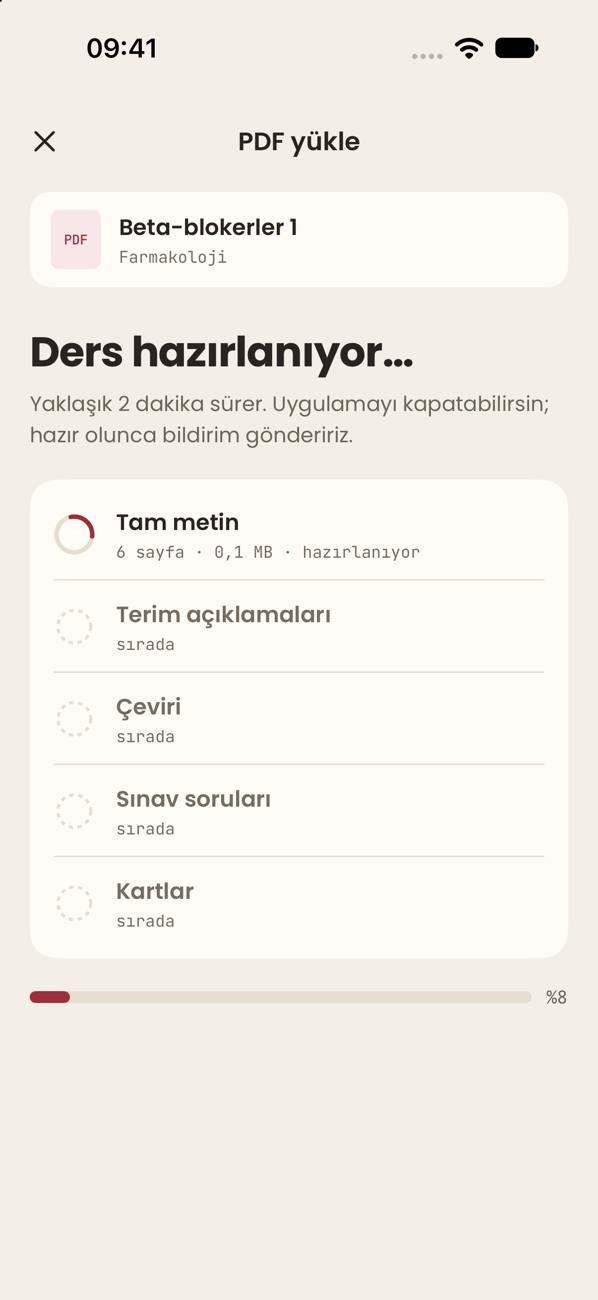 09:41
PDF yükle
PDF
Beta-blokerler 1
Farmakoloji
Ders hazırlanıyor...
Yaklaşık 2 dakika sürer. Uygulamayı kapatabilirsin;
hazır olunca bildirim göndeririz.
Tam metin
6 sayfa · 0,1 MB · hazırlanıyor
Terim açıklamaları
sırada
Çeviri
sırada
Sınav soruları
sırada
Kartlar
sırada
%8